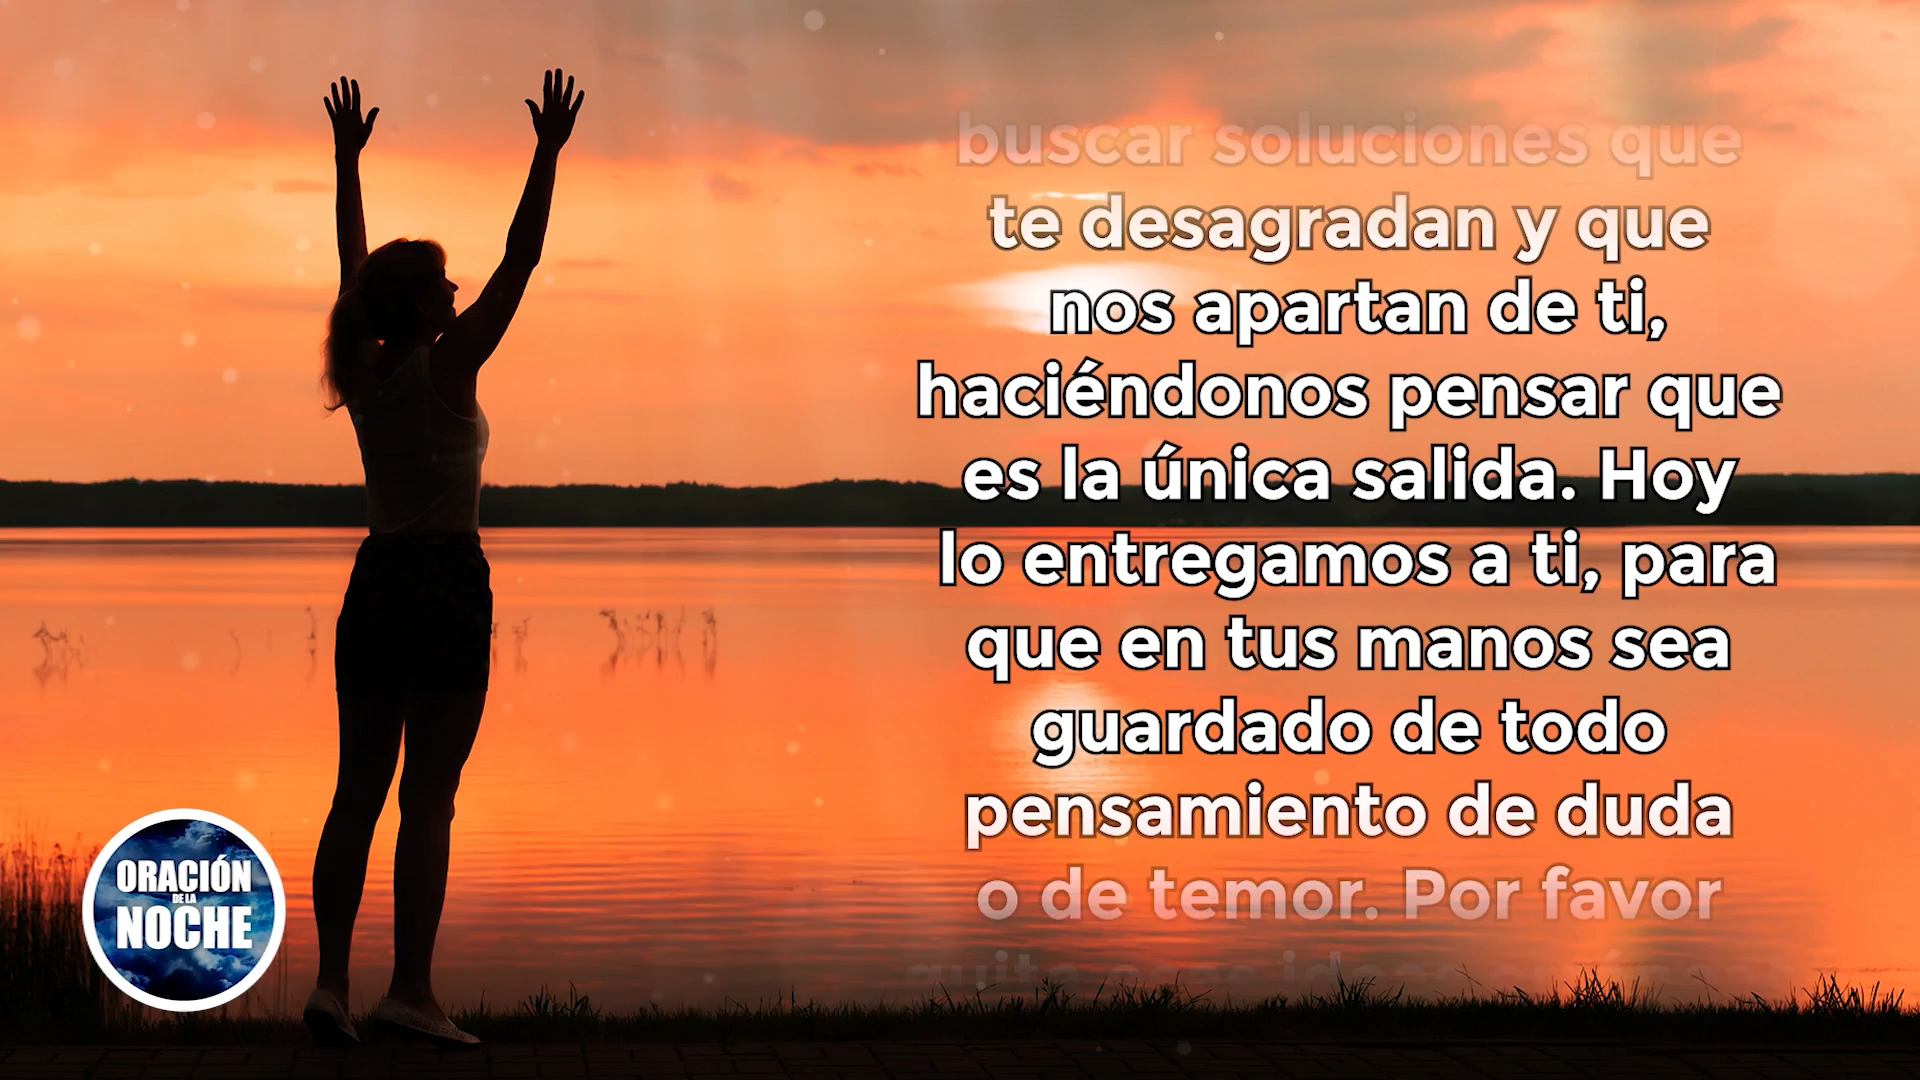 buscar soluciones que
te desagradan y que
nos apartan de ti,
haciéndonos pensar que
es la única salida. Hoy
lo entregamos a ti, para
que en tus manos sea
guardado de todo
pensamiento de duda
o de temor. Por favor
ORACIÓN
DE LA
NOCHE